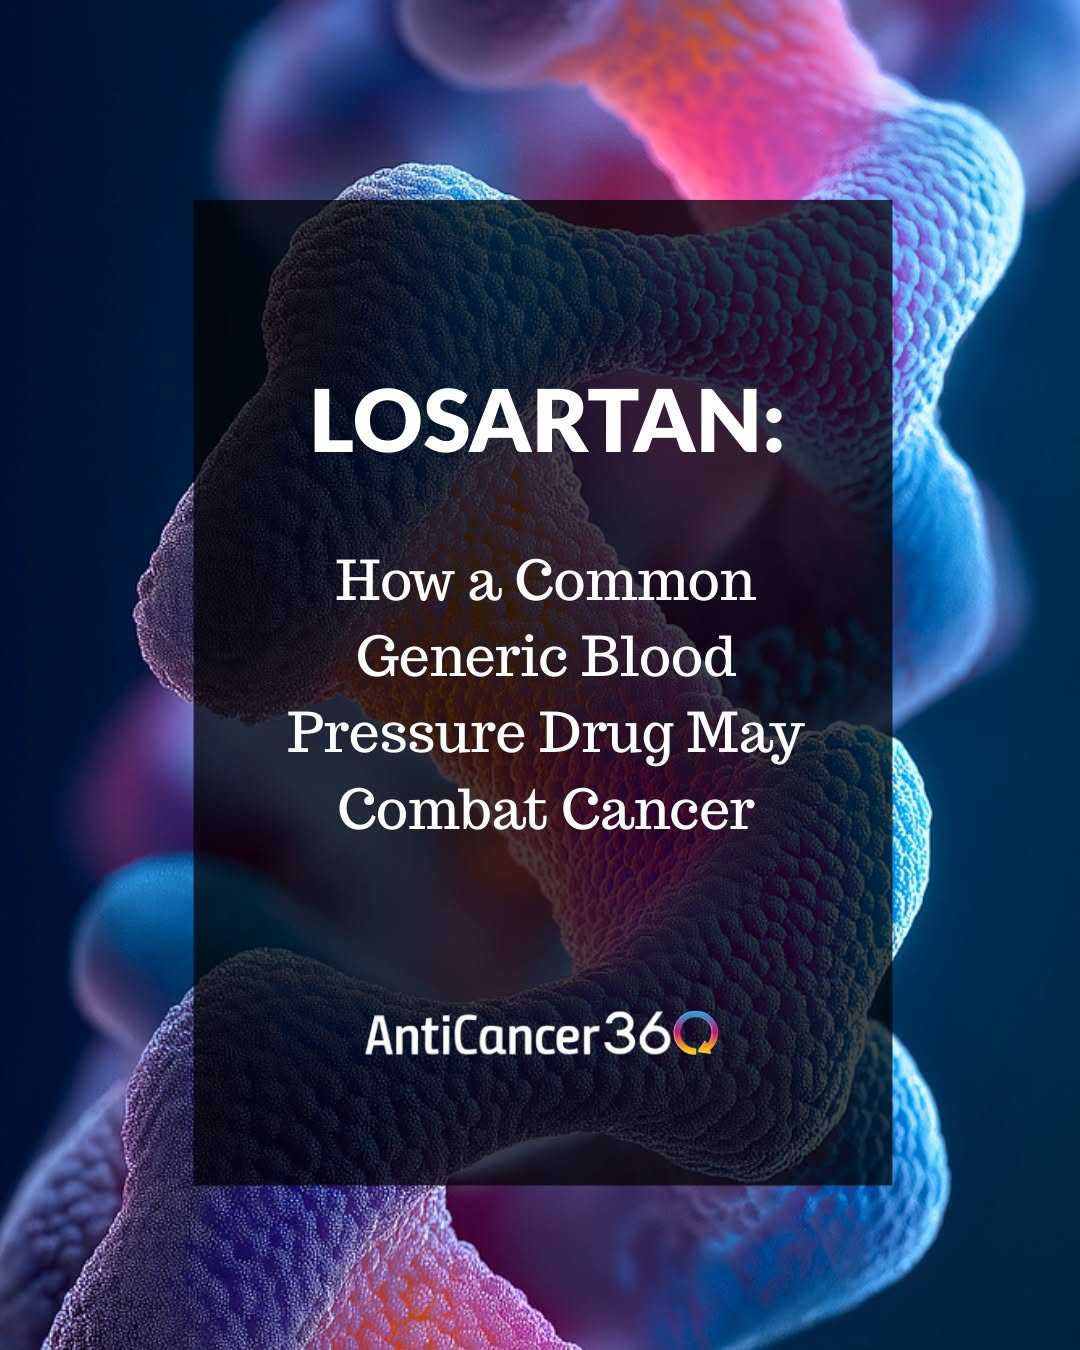 LOSARTAN:
How a Common
Generic Blood
Pressure Drug May
Combat Cancer
AntiCancer360